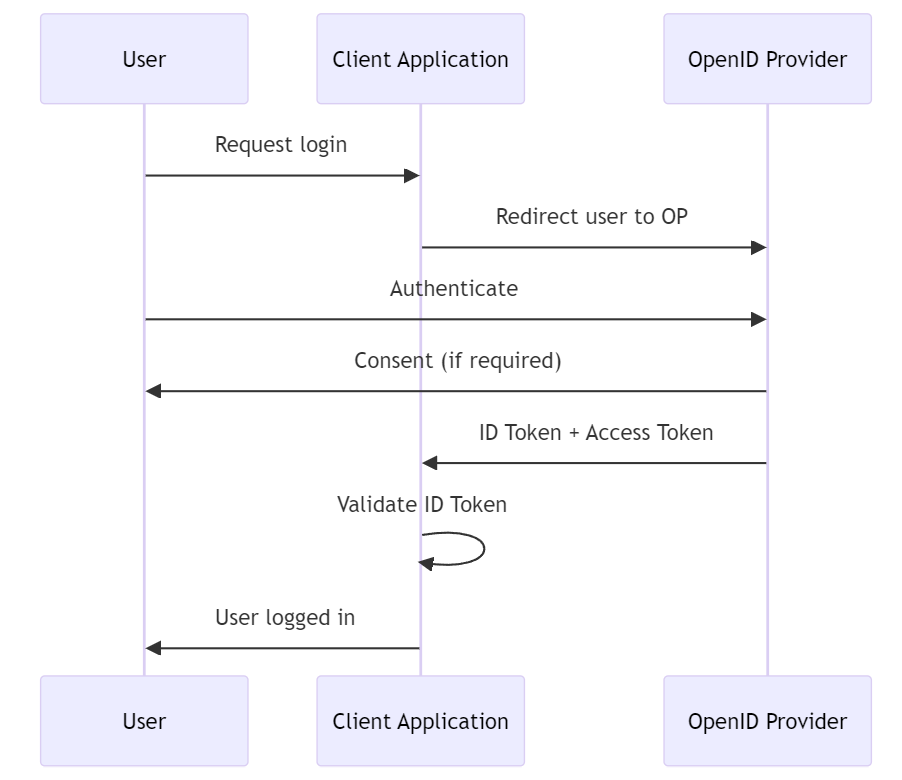 User
Client Application
OpenID Provider
Request login
Redirect user to OP
Authenticate
Consent (if required)
ID Token + Access Token
Validate ID Token
User logged in
User
Client Application
OpenID Provider